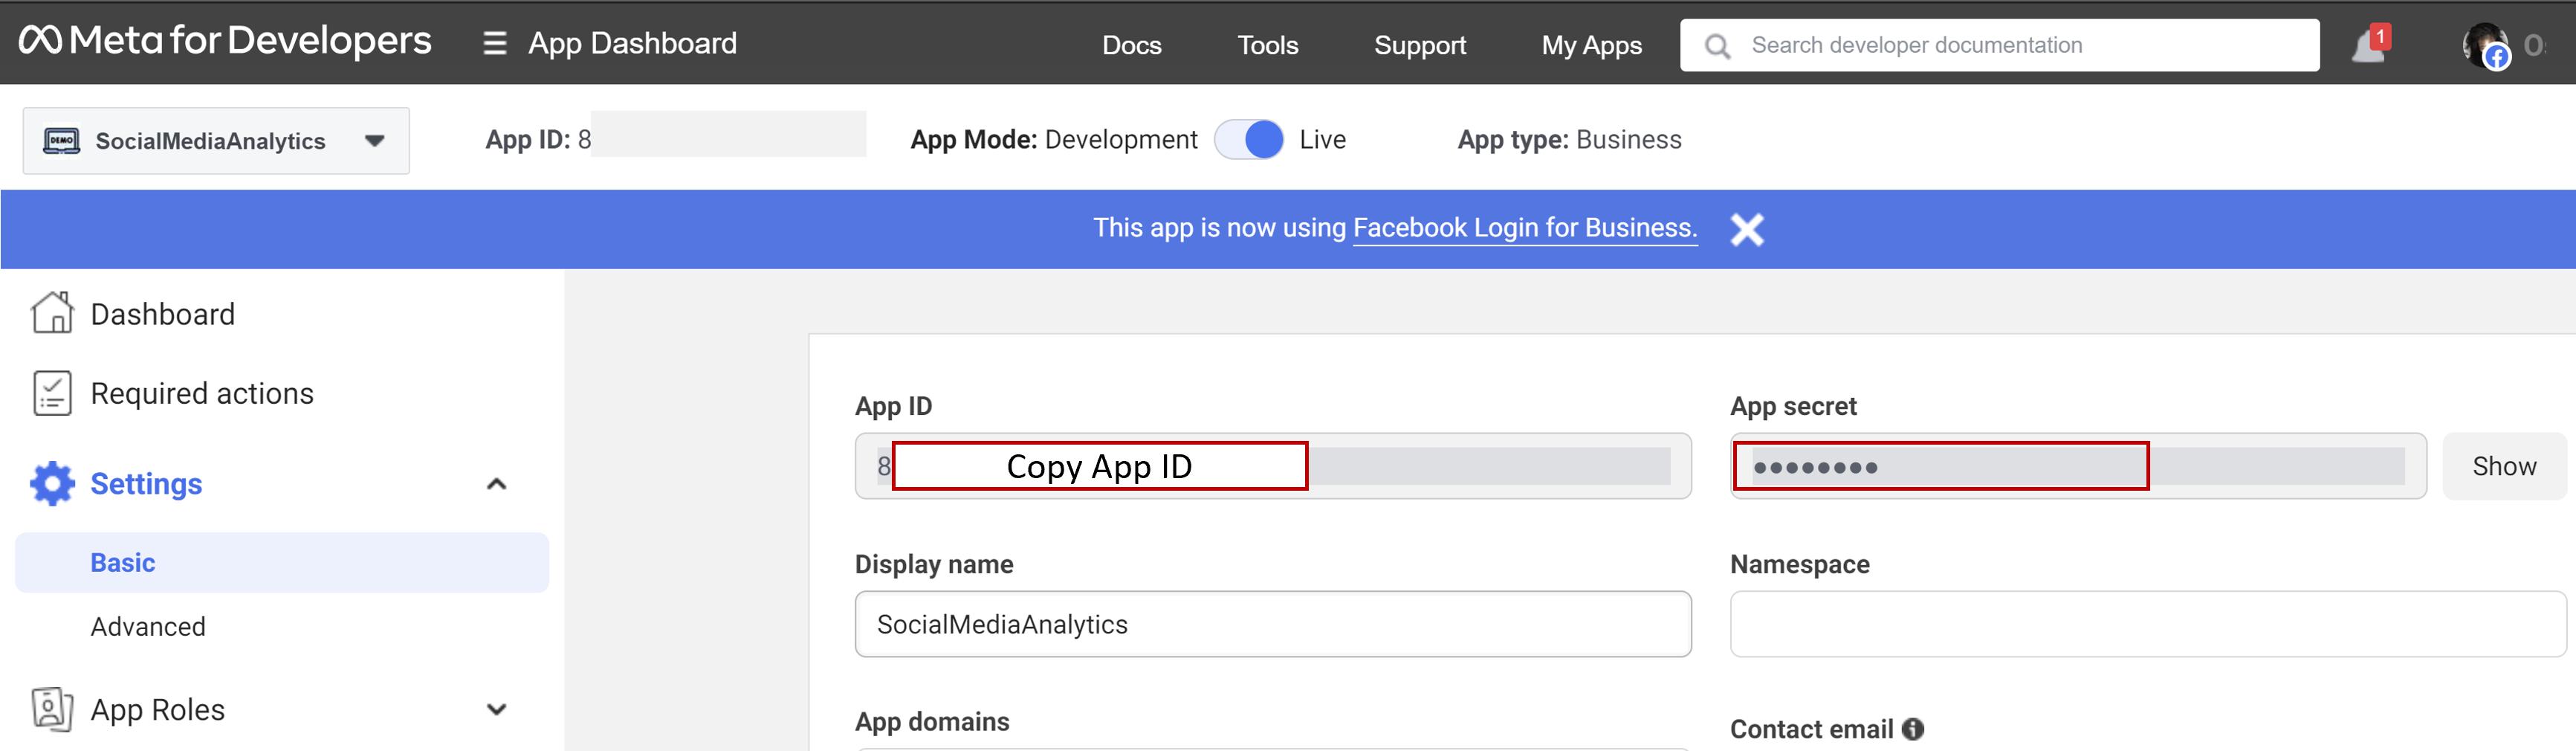 Meta for Developers
App Dashboard
Docs
Tools
Support
My Apps
Search developer documentation
1
DEMO
SocialMediaAnalytics
App ID: 8
App Mode: Development
Live
App type: Business
This app is now using Facebook Login for Business.
Dashboard
Required actions
Settings
Basic
Advanced
App Roles
App ID
8
Copy App ID
App secret
••••••••
Show
Display name
SocialMediaAnalytics
Namespace
App domains
Contact email